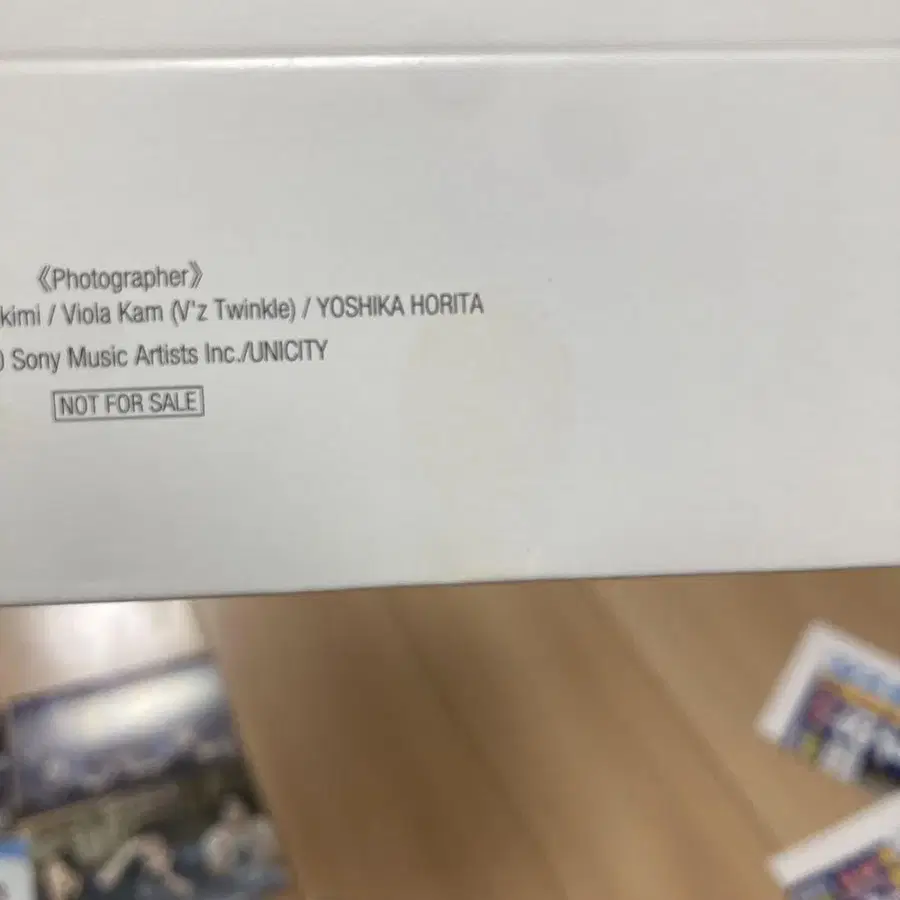 《Photographer》
kimi / Viola Kam (V'z Twinkle) / YOSHIKA HORITA
) Sony Music Artists Inc./UNICITY
NOT FOR SALE